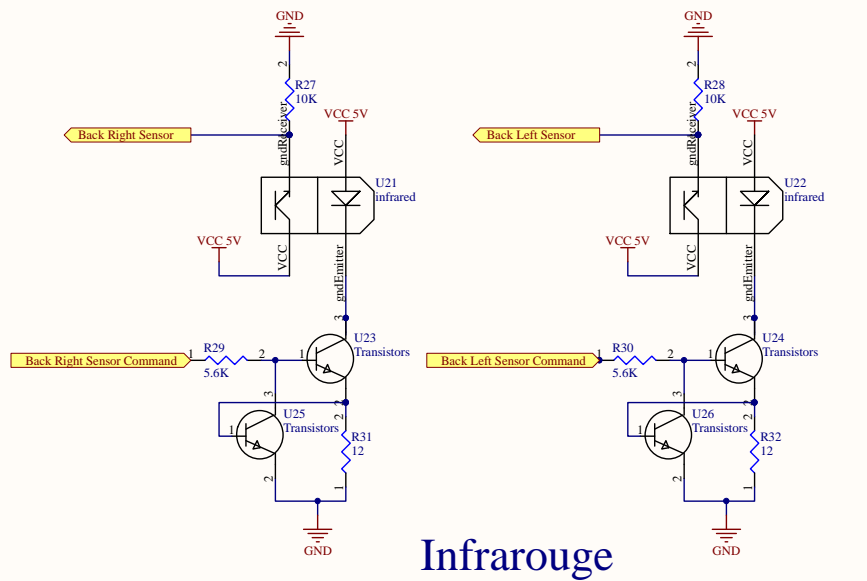 GND
GND
2
2
R27
10K
R28
10K
gndReceiver
gndReceiver
VCC 5V
VCC 5V
Back Right Sensor
Back Left Sensor
VCC
VCC
U21
infrared
U22
infrared
VCC 5V
VCC 5V
VCC
VCC
gndEmitter
gndEmitter
3
3
Back Right Sensor Command
1
R29
5.6K
2
1
U23
Transistors
Back Left Sensor Command
1
R30
5.6K
2
1
U24
Transistors
3
2
2
3
2
2
1
U25
Transistors
R31
12
1
U26
Transistors
R32
12
2
1
2
1
GND
GND
Infrarouge